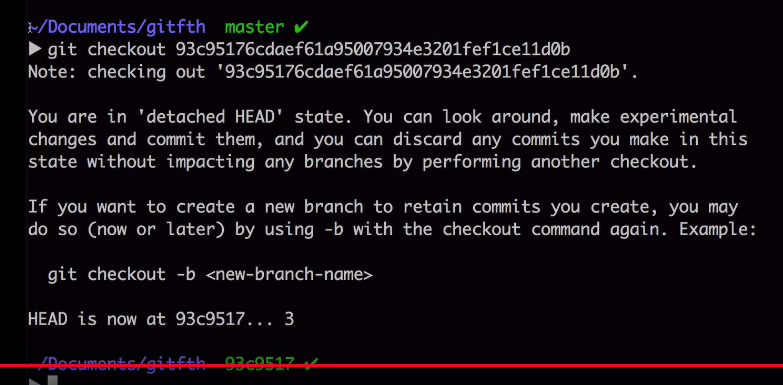 ~/Documents/gitfth master ✔
▶ git checkout 93c95176cdaef61a95007934e3201fef1ce11d0b
Note: checking out '93c95176cdaef61a95007934e3201fef1ce11d0b'.
You are in 'detached HEAD' state. You can look around, make experimental
changes and commit them, and you can discard any commits you make in this
state without impacting any branches by performing another checkout.
If you want to create a new branch to retain commits you create, you may
do so (now or later) by using -b with the checkout command again. Example:
git checkout -b <new-branch-name>
HEAD is now at 93c9517... 3
~/Documents/gitfth 93c9517 ✔
▶